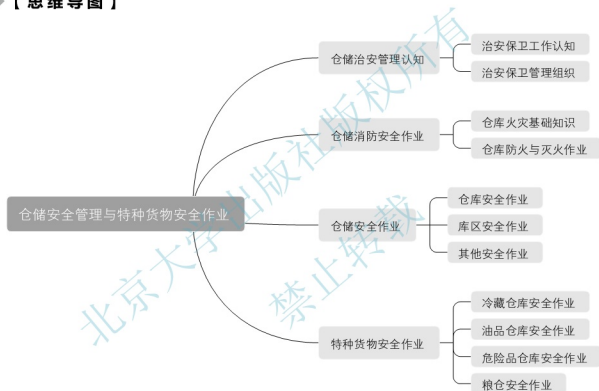 【思维导图】
仓储安全管理与特种货物安全作业
仓储治安管理认知
治安保卫工作认知
治安保卫管理组织
仓储消防安全作业
仓库火灾基础知识
仓库防火与灭火作业
仓储安全作业
仓库安全作业
库区安全作业
其他安全作业
特种货物安全作业
冷藏仓库安全作业
油品仓库安全作业
危险品仓库安全作业
粮仓安全作业
北京大学出版社版权所有
禁止转载